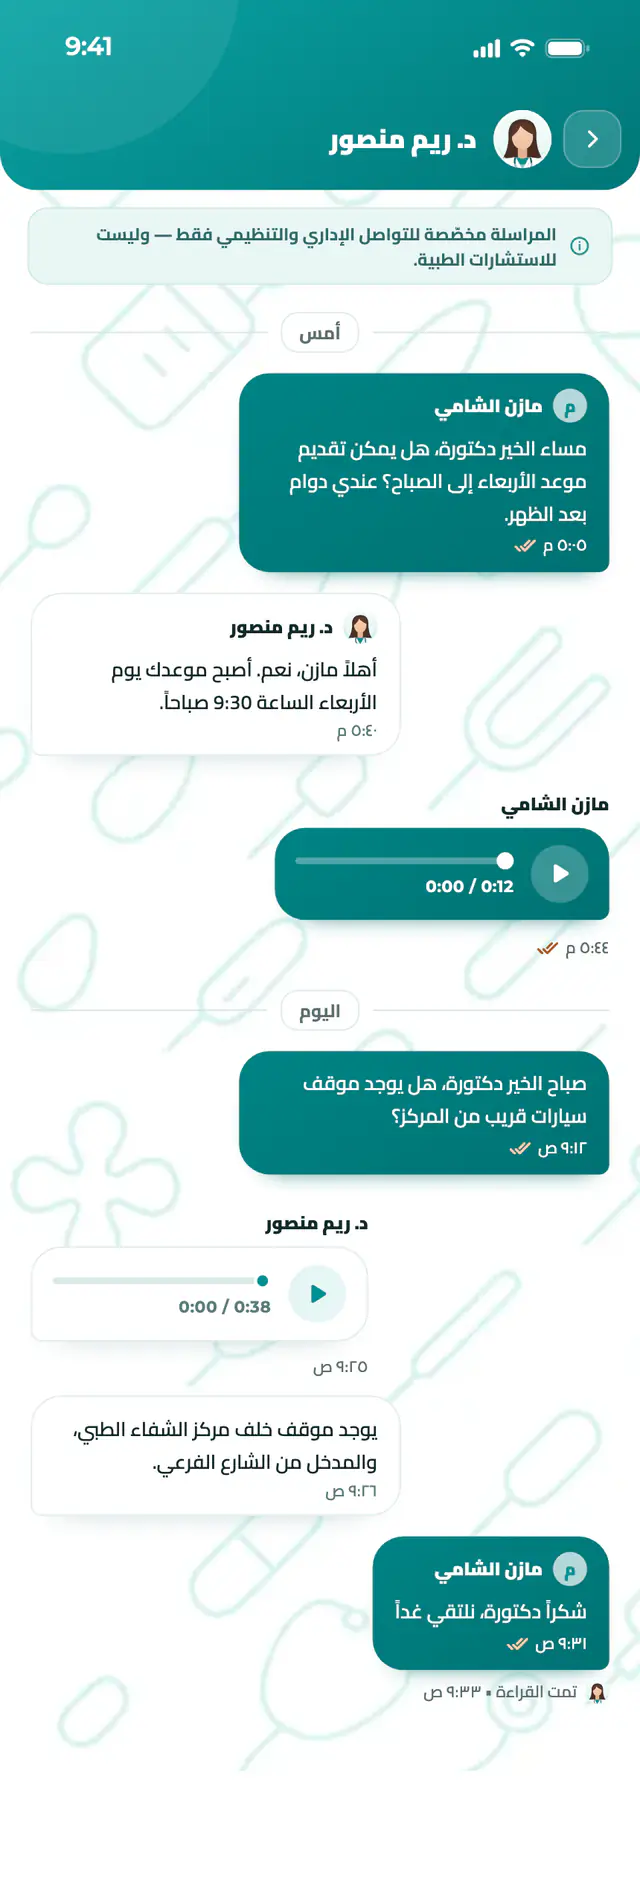 9:41
د. ريم منصور
المراسلة مخصّصة للتواصل الإداري والتنظيمي فقط — وليست
للاستشارات الطبية.
أمس
م مازن الشامي
مساء الخير دكتورة، هل يمكن تقديم
موعد الأربعاء إلى الصباح؟ عندي دوام
بعد الظهر.
٥:٠٥ م
د. ريم منصور
أهلاً مازن، نعم. أصبح موعدك يوم
الأربعاء الساعة 9:30 صباحاً.
٥:٤٠ م
مازن الشامي
0:00 / 0:12
٥:٤٤ م
اليوم
صباح الخير دكتورة، هل يوجد موقف
سيارات قريب من المركز؟
٩:١٢ ص
د. ريم منصور
0:00 / 0:38
٩:٢٥ ص
يوجد موقف خلف مركز الشفاء الطبي،
والمدخل من الشارع الفرعي.
٩:٢٦ ص
م مازن الشامي
شكراً دكتورة، نلتقي غداً
٩:٣١ ص
تمت القراءة • ٩:٣٣ ص